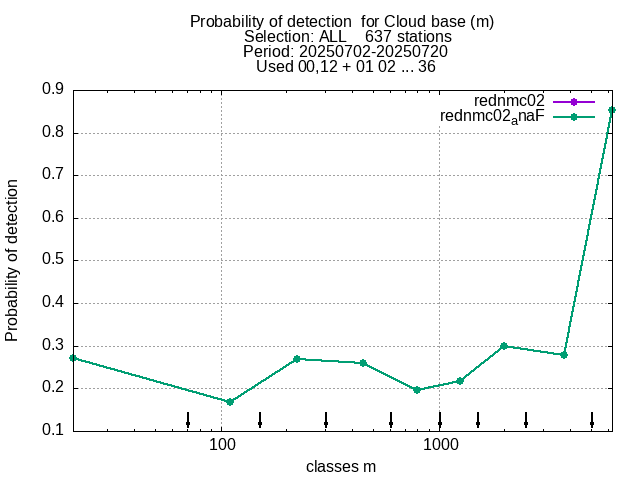 Probability of detection  for Cloud base (m)
Selection: ALL    637 stations
Period: 20250702-20250720
Used 00,12 + 01 02 ... 36
rednmc02
rednmc02anaF
0.9
0.8
0.7
0.6
0.5
0.4
0.3
0.2
0.1
Probability of detection
100 1000
classes m